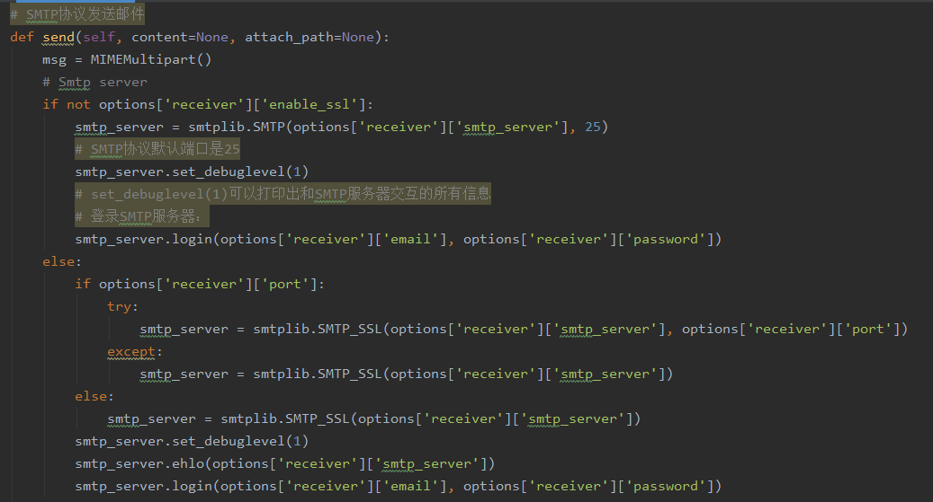 # SMTP协议发送邮件
def send(self, content=None, attach_path=None):
    msg = MIMEMultipart()
    # Smtp server
    if not options['receiver']['enable_ssl']:
        smtp_server = smtplib.SMTP(options['receiver']['smtp_server'], 25)
        # SMTP协议默认端口是25
        smtp_server.set_debuglevel(1)
        # set_debuglevel(1)可以打印出和SMTP服务器交互的所有信息
        # 登录SMTP服务器:
        smtp_server.login(options['receiver']['email'], options['receiver']['password'])
    else:
        if options['receiver']['port']:
            try:
                smtp_server = smtplib.SMTP_SSL(options['receiver']['smtp_server'], options['receiver']['port'])
            except:
                smtp_server = smtplib.SMTP_SSL(options['receiver']['smtp_server'])
        else:
            smtp_server = smtplib.SMTP_SSL(options['receiver']['smtp_server'])
        smtp_server.set_debuglevel(1)
        smtp_server.ehlo(options['receiver']['smtp_server'])
        smtp_server.login(options['receiver']['email'], options['receiver']['password'])